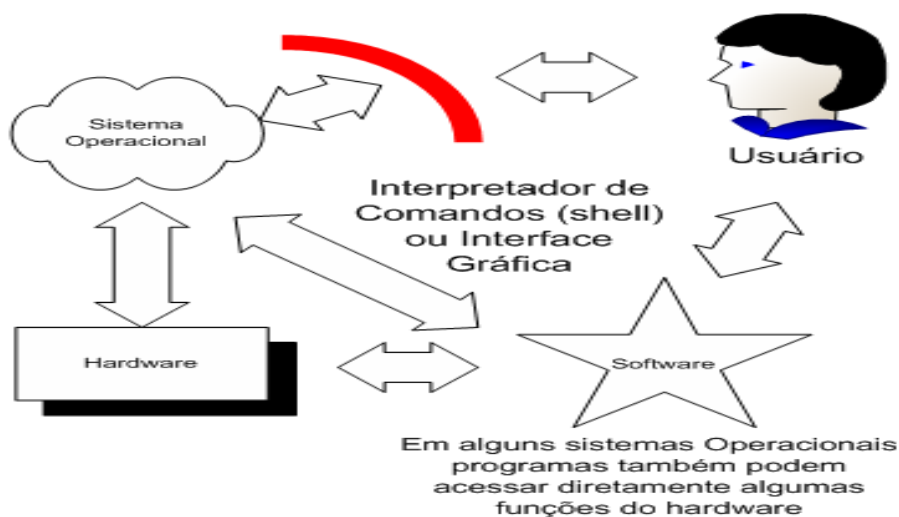 Sistema
Operacional
Usuário
Interpretador de
Comandos (shell)
ou Interface
Gráfica
Hardware
Software
Em alguns sistemas Operacionais
programas também podem
acessar diretamente algumas
funções do hardware